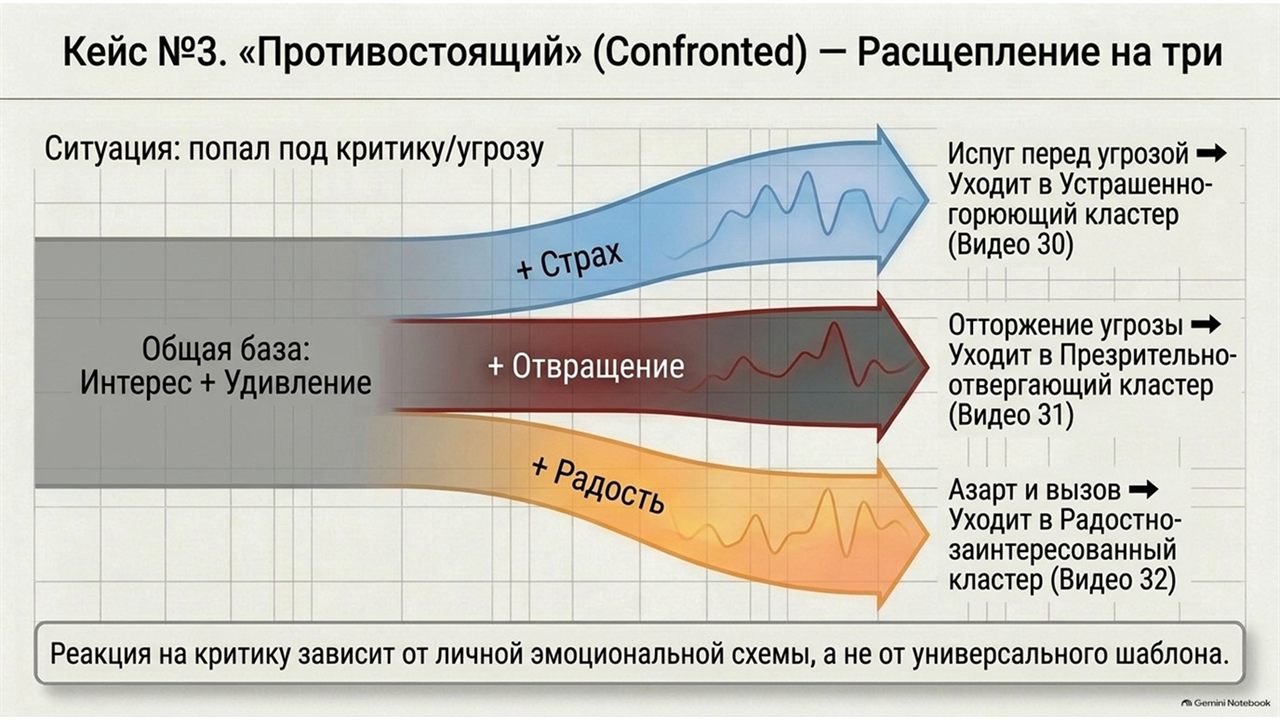 Кейс №3. «Противостоящий» (Confronted) — Расщепление на три
Ситуация: попал под критику/угрозу
Общая база:
Интерес + Удивление
+ Страх
+ Отвращение
+ Радость
Испуг перед угрозой ➡
Уходит в Устрашенно-
горюющий кластер
(Видео 30)
Отторжение угрозы ➡
Уходит в Презрительно-
отвергающий кластер
(Видео 31)
Азарт и вызов ➡
Уходит в Радостно-
заинтересованный
кластер (Видео 32)
Реакция на критику зависит от личной эмоциональной схемы, а не от универсального шаблона.
Gemini Notebook